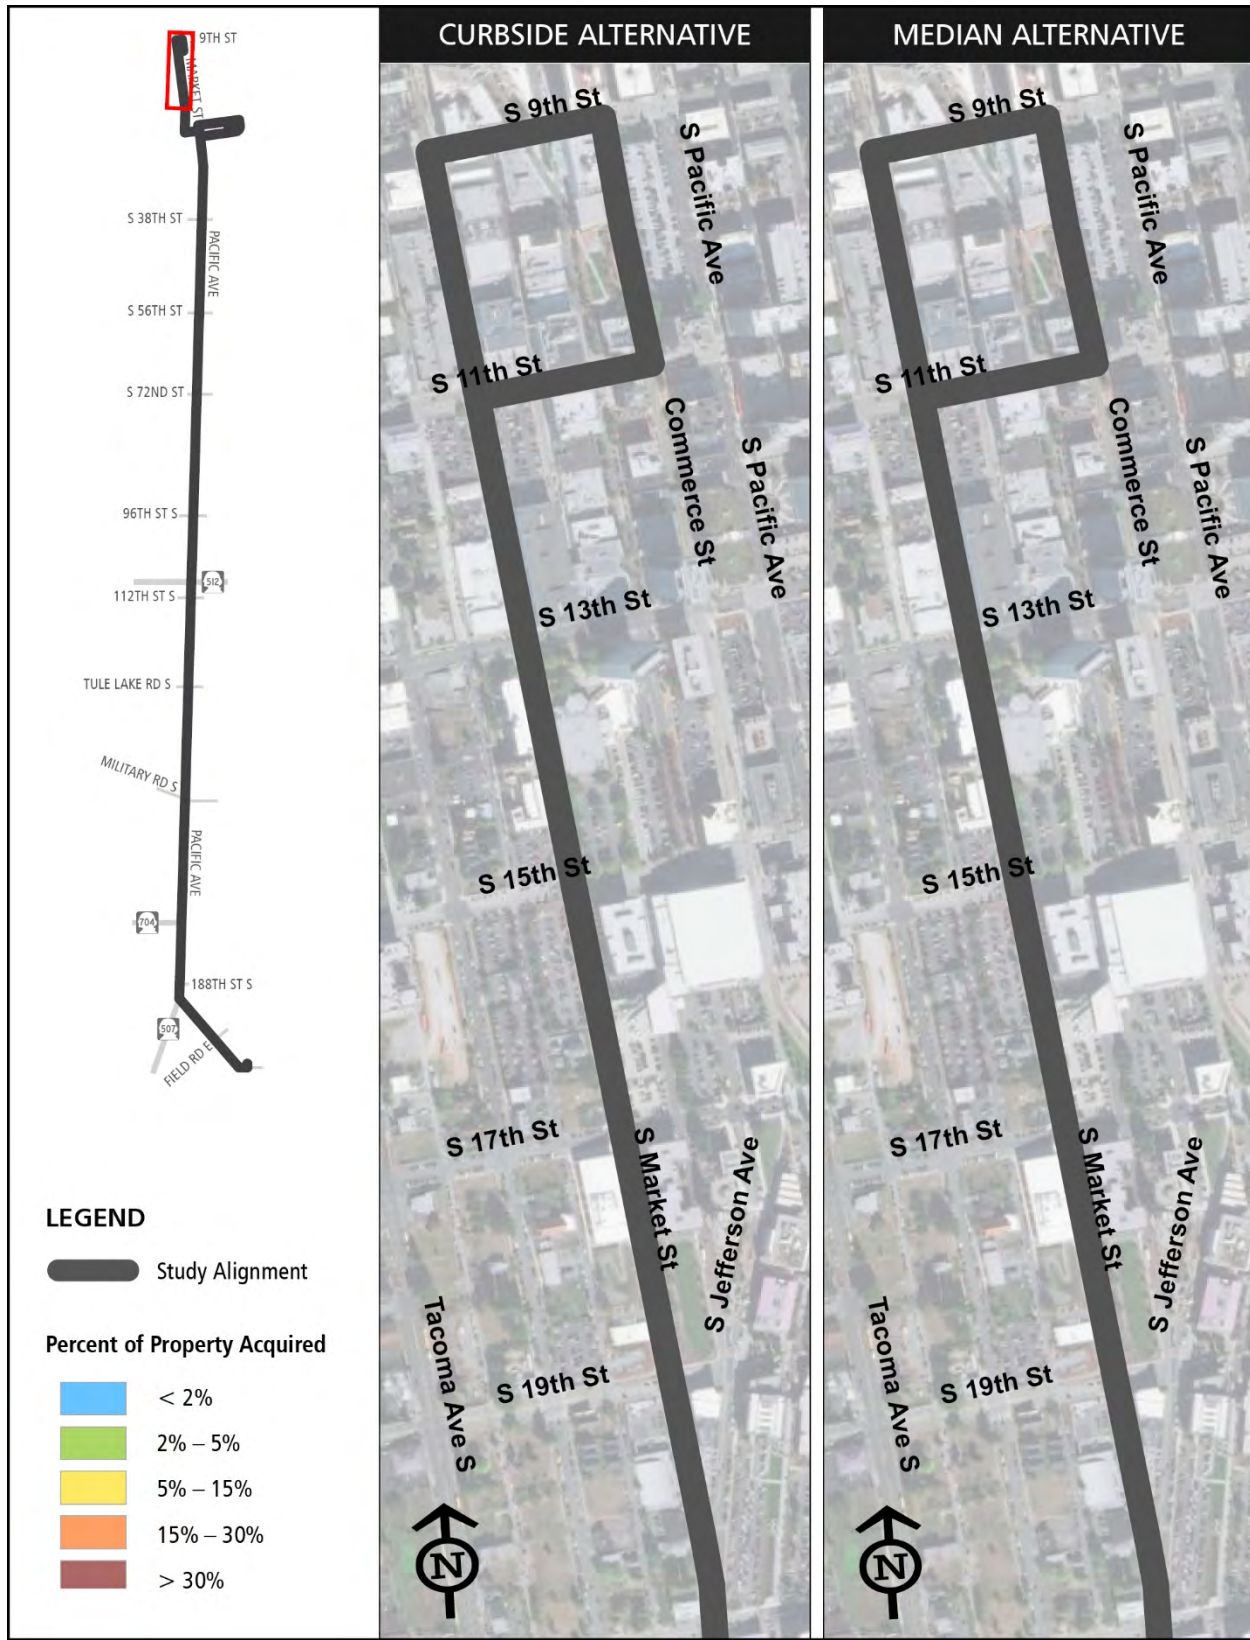 9TH ST
MARKET ST
S 38TH ST
PACIFIC AVE
S 56TH ST
S 72ND ST
96TH ST S
512
112TH ST S
TULE LAKE RD S
MILITARY RD S
PACIFIC AVE
704
188TH ST S
507
FIELD RD E
LEGEND
Study Alignment
Percent of Property Acquired
< 2%
2% – 5%
5% – 15%
15% – 30%
> 30%
CURBSIDE ALTERNATIVE
S 9th St
S Pacific Ave
S 11th St
Commerce St
S Pacific Ave
S 13th St
S 15th St
S 17th St
S Market St
S Jefferson Ave
Tacoma Ave S
S 19th St
N
MEDIAN ALTERNATIVE
S 9th St
S Pacific Ave
S 11th St
Commerce St
S Pacific Ave
S 13th St
S 15th St
S 17th St
S Market St
S Jefferson Ave
Tacoma Ave S
S 19th St
N